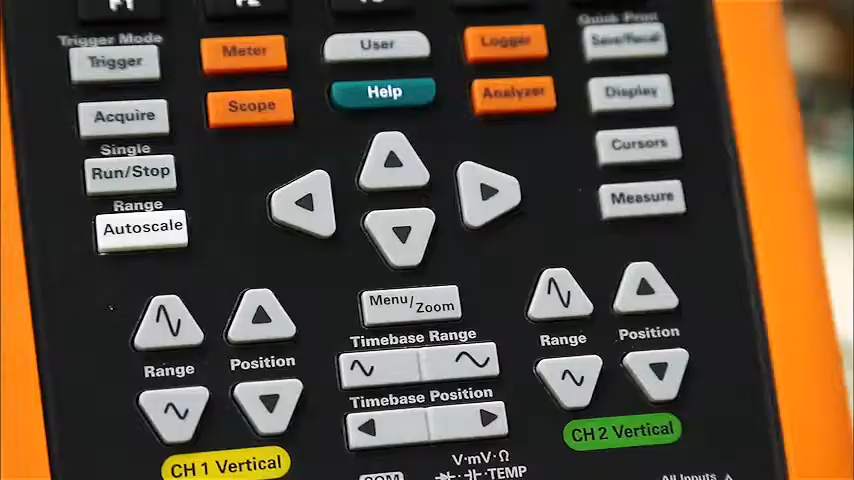 F1
F2
Quick Print
Trigger Mode
Trigger
Meter
User
Logger
Save/Recall
Acquire
Scope
Help
Analyzer
Display
Single
Run/Stop
Cursors
Range
Autoscale
Measure
Menu/Zoom
Timebase Range
Range
Position
Range
Position
Timebase Position
CH 1 Vertical
CH 2 Vertical
COM
V·mV·Ω
TEMP
All Inputs